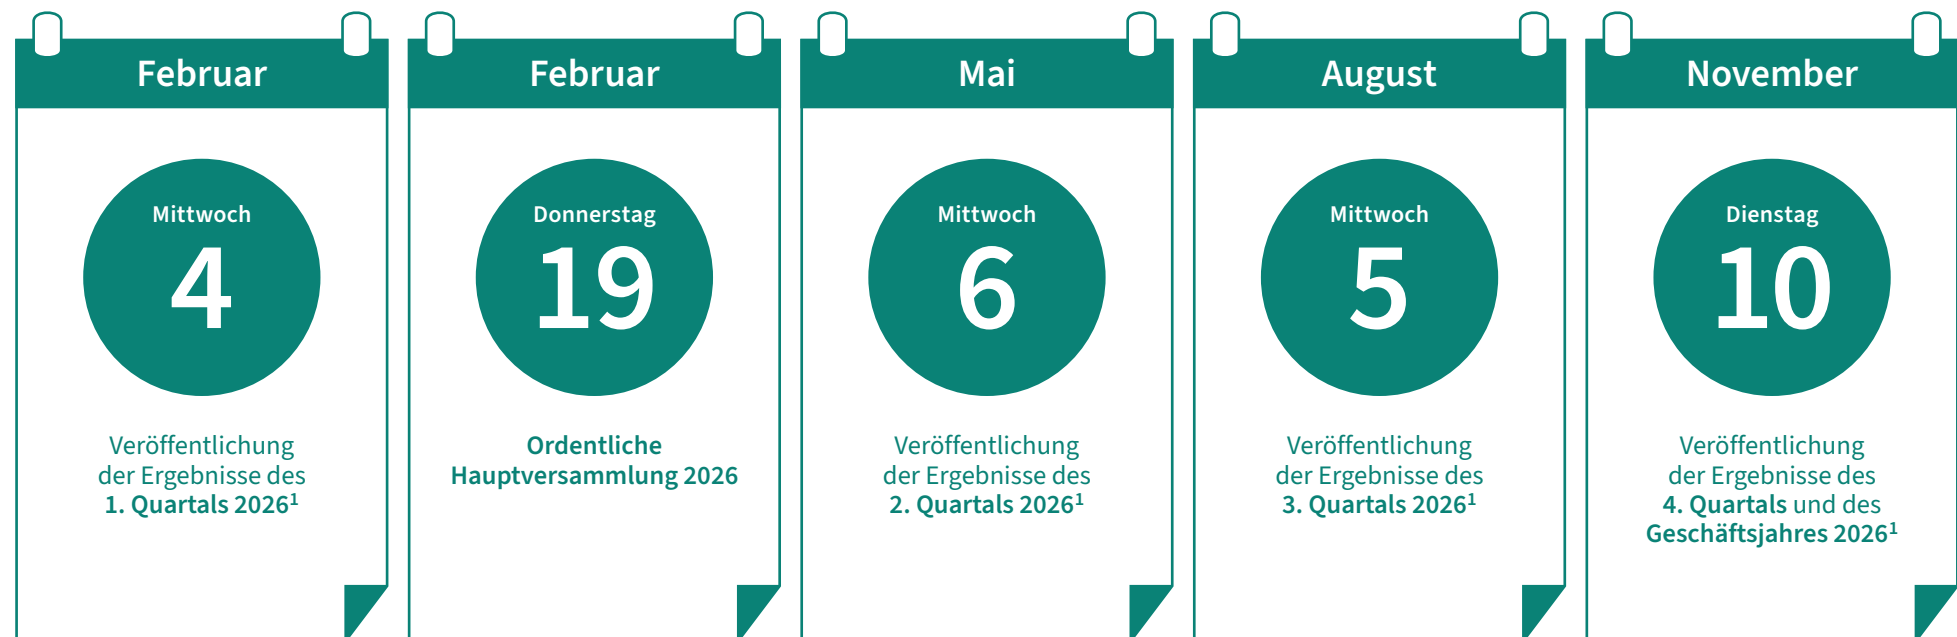 Februar
Mittwoch
4
Veröffentlichung
der Ergebnisse des
1. Quartals 2026¹
Februar
Donnerstag
19
Ordentliche
Hauptversammlung 2026
Mai
Mittwoch
6
Veröffentlichung
der Ergebnisse des
2. Quartals 2026¹
August
Mittwoch
5
Veröffentlichung
der Ergebnisse des
3. Quartals 2026¹
November
Dienstag
10
Veröffentlichung
der Ergebnisse des
4. Quartals und des
Geschäftsjahres 2026¹